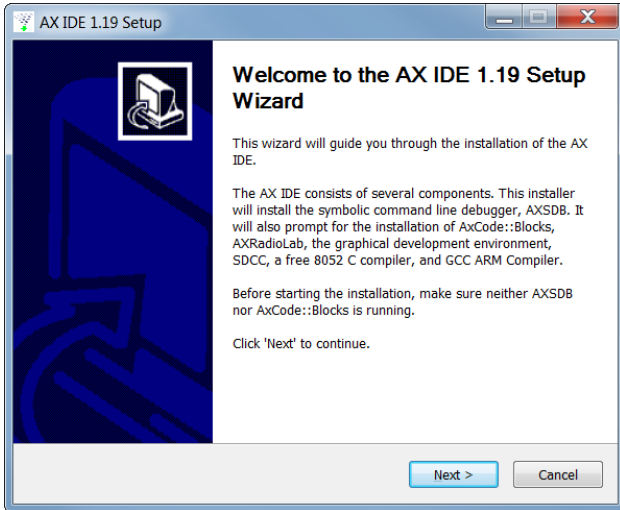 AX IDE 1.19 Setup
Welcome to the AX IDE 1.19 Setup
Wizard
This wizard will guide you through the installation of the AX
IDE.
The AX IDE consists of several components. This installer
will install the symbolic command line debugger, AXSDB. It
will also prompt for the installation of AxCode::Blocks,
AXRadioLab, the graphical development environment,
SDCC, a free 8052 C compiler, and GCC ARM Compiler.
Before starting the installation, make sure neither AXSDB
nor AxCode::Blocks is running.
Click 'Next' to continue.
Next >
Cancel